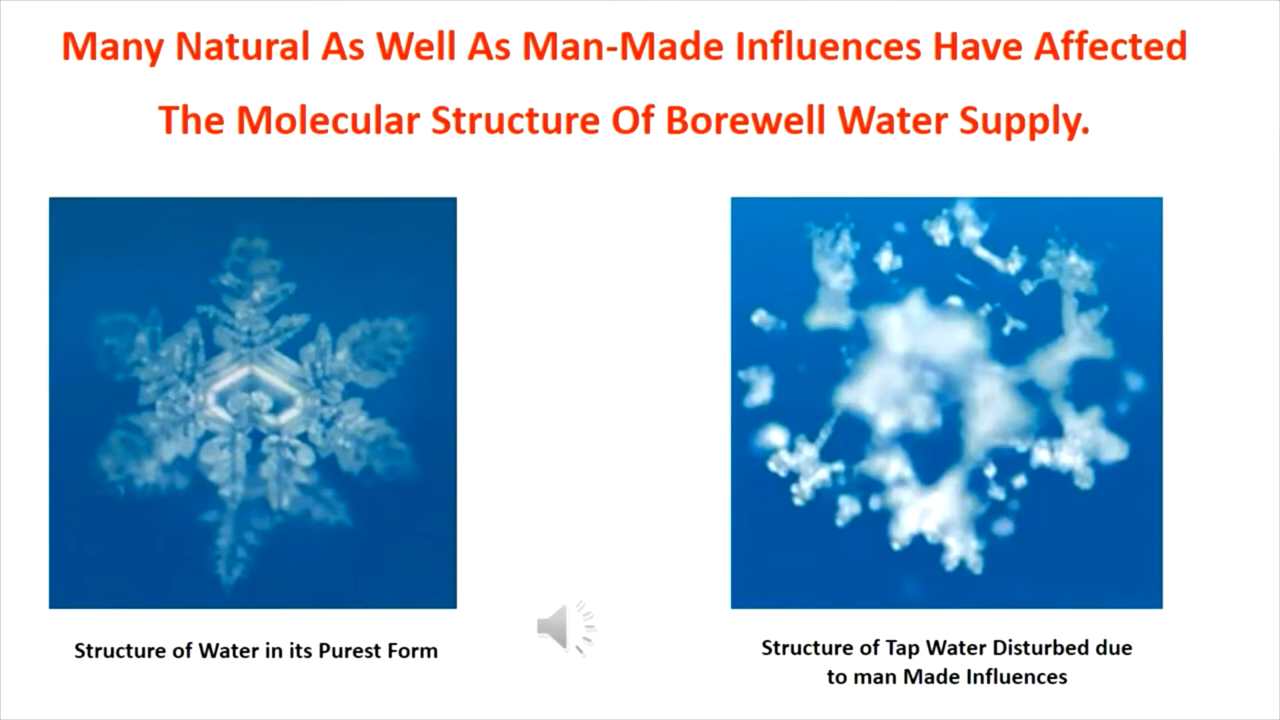 Many Natural As Well As Man-Made Influences Have Affected
The Molecular Structure Of Borewell Water Supply.
Structure of Water in its Purest Form
Structure of Tap Water Disturbed due
to man Made Influences